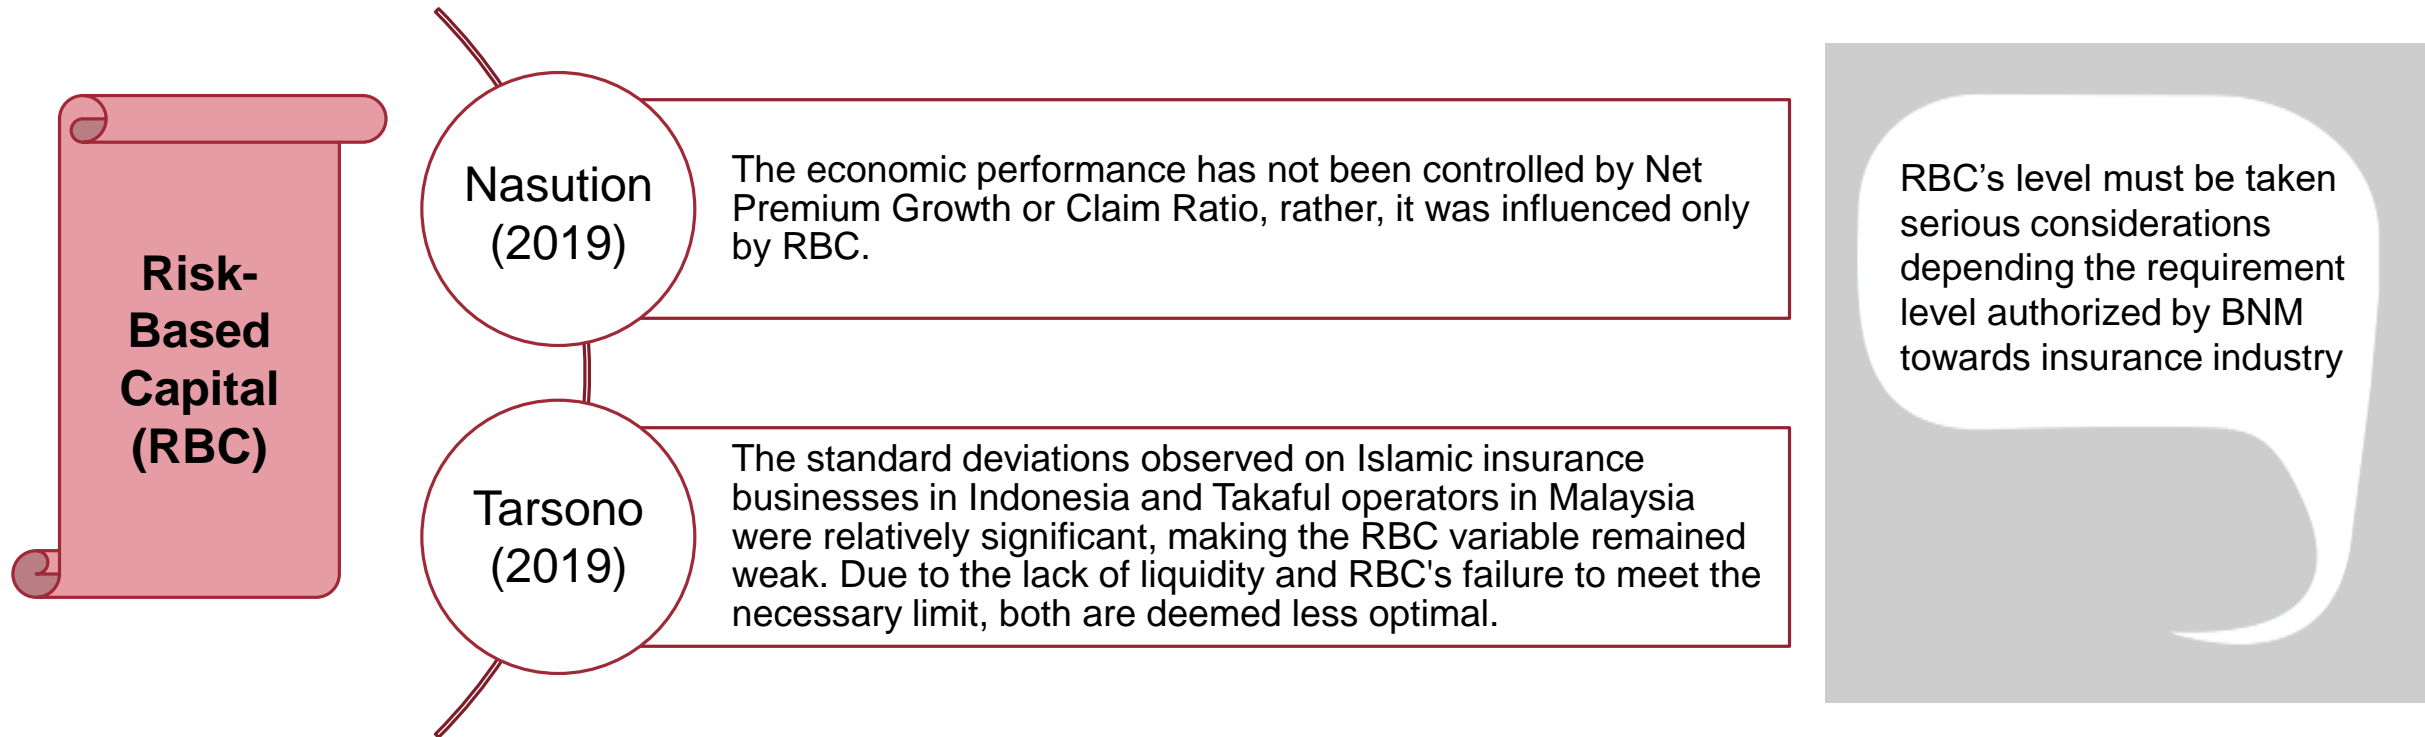 Risk-
Based
Capital
(RBC)
Nasution
(2019)
The economic performance has not been controlled by Net
Premium Growth or Claim Ratio, rather, it was influenced only
by RBC.
Tarsono
(2019)
The standard deviations observed on Islamic insurance
businesses in Indonesia and Takaful operators in Malaysia
were relatively significant, making the RBC variable remained
weak. Due to the lack of liquidity and RBC's failure to meet the
necessary limit, both are deemed less optimal.
RBC’s level must be taken
serious considerations
depending the requirement
level authorized by BNM
towards insurance industry